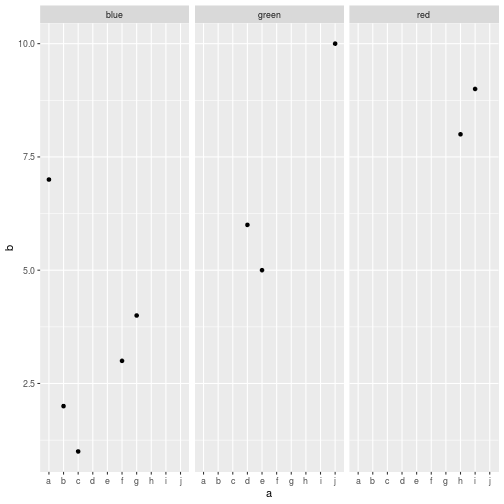 blue green red
10.0
7.5
5.0
2.5
b
a b c d e f g h i j a b c d e f g h i j a b c d e f g h i j
a